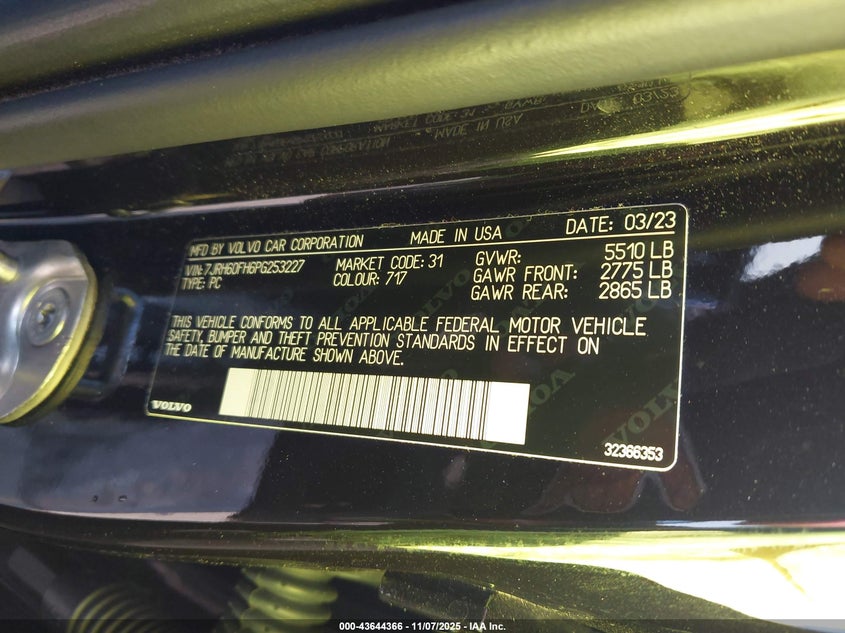 MFD BY VOLVO CAR CORPORATION MADE IN USA DATE: 03/23
VIN: 7JRH60FH6PG253227 MARKET CODE: 31 GVWR: 5510 LB
TYPE: PC COLOUR: 717 GAWR FRONT: 2775 LB
GAWR REAR: 2865 LB
THIS VEHICLE CONFORMS TO ALL APPLICABLE FEDERAL MOTOR VEHICLE
SAFETY, BUMPER AND THEFT PREVENTION STANDARDS IN EFFECT ON
THE DATE OF MANUFACTURE SHOWN ABOVE.
VOLVO
32366353
000-43644366 - 11/07/2025 - IAA Inc.